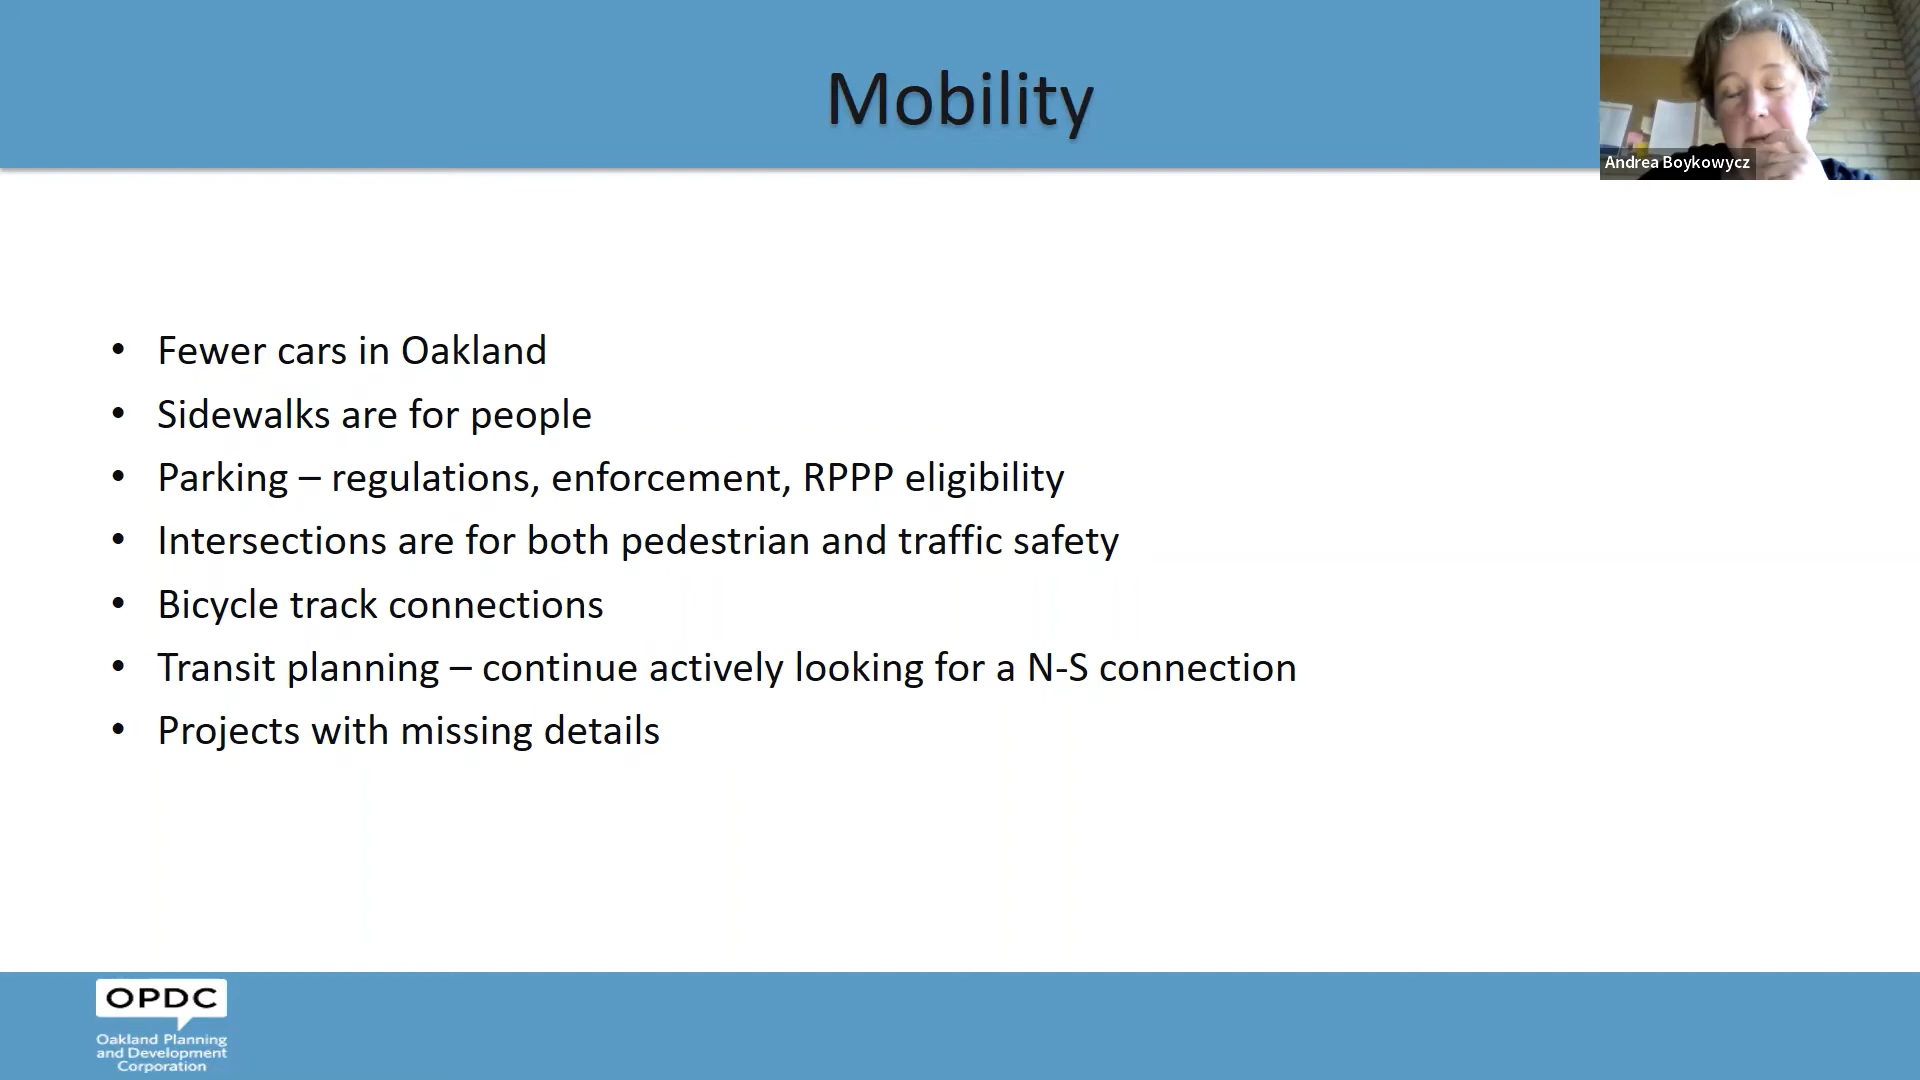 Mobility
Andrea Boykowycz
• Fewer cars in Oakland
• Sidewalks are for people
• Parking – regulations, enforcement, RPPP eligibility
• Intersections are for both pedestrian and traffic safety
• Bicycle track connections
• Transit planning – continue actively looking for a N-S connection
• Projects with missing details
OPDC
Oakland Planning
and Development
Corporation